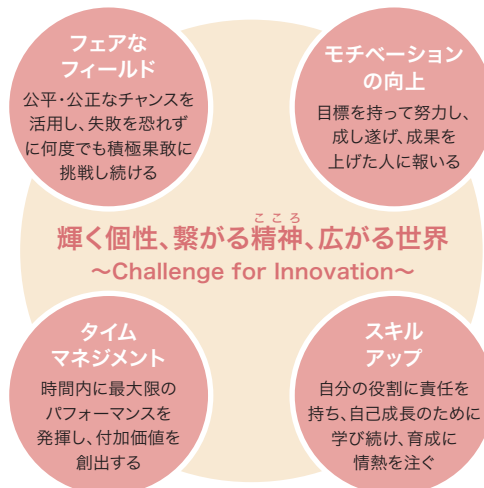 フェアな
フィールド
公平・公正なチャンスを
活用し、失敗を恐れず
に何度でも積極果敢に
挑戦し続ける
モチベーション
の向上
目標を持って努力し、
成し遂げ、成果を
上げた人に報いる
こころ
輝く個性、繋がる精神、広がる世界
～Challenge for Innovation～
タイム
マネジメント
時間内に最大限の
パフォーマンスを
発揮し、付加価値を
創出する
スキル
アップ
自分の役割に責任を
持ち、自己成長のために
学び続け、育成に
情熱を注ぐ